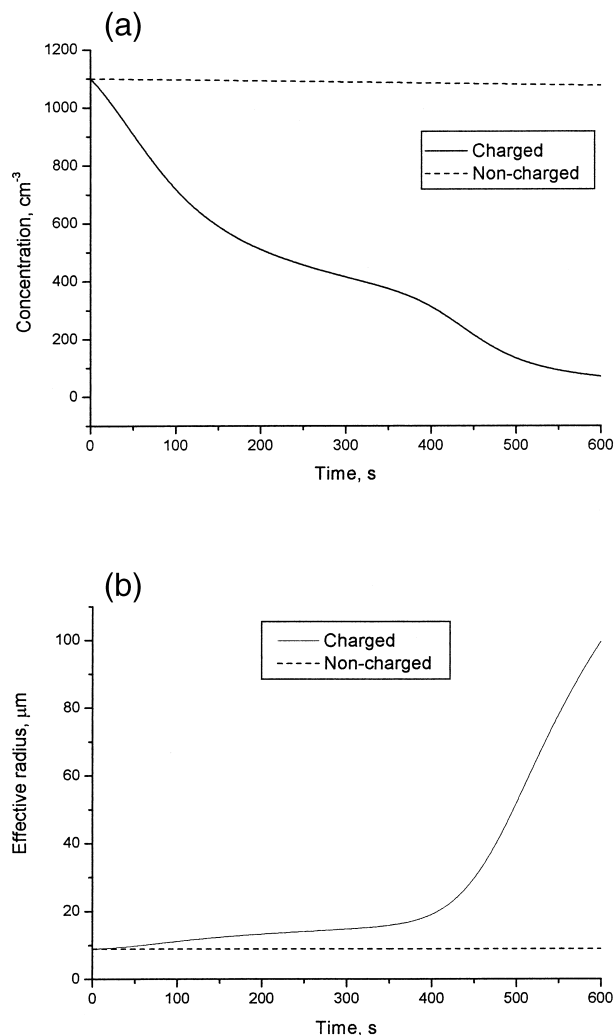 (a)
1200
1000
800
600
400
200
0
Concentration, cm-3
Charged
Non-charged
0 100 200 300 400 500 600
Time, s
(b)
100
80
60
40
20
0
Effective radius, μm
Charged
Non-charged
0 100 200 300 400 500 600
Time, s